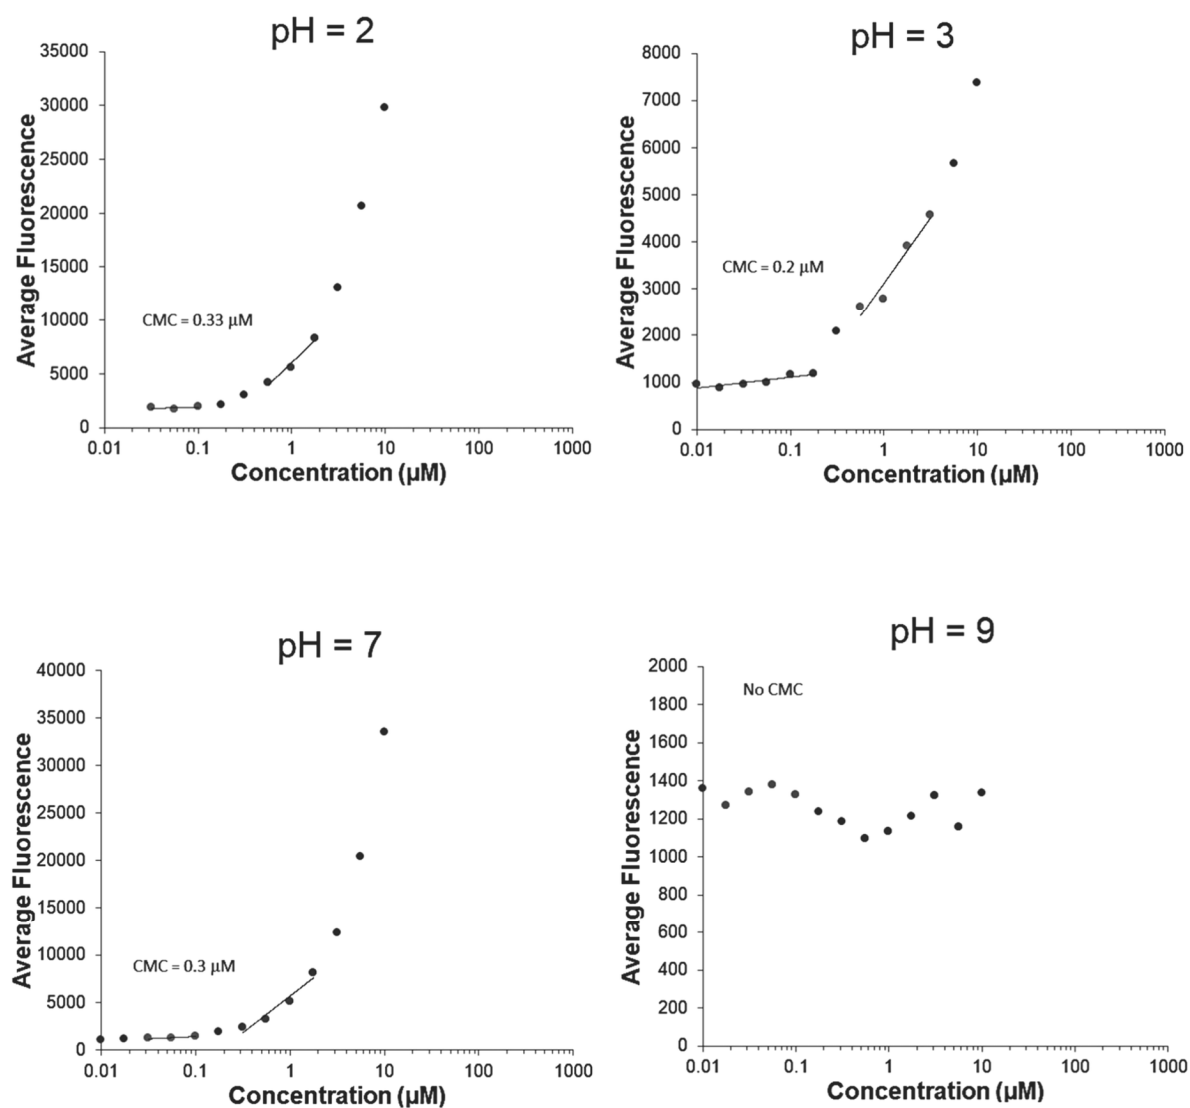 pH = 2
35000
30000
25000
20000
15000
10000
5000
0
Average Fluorescence
CMC = 0.33 µM
0.01 0.1 1 10 100 1000
Concentration (µM)
pH = 3
8000
7000
6000
5000
4000
3000
2000
1000
0
Average Fluorescence
CMC = 0.2 µM
0.01 0.1 1 10 100 1000
Concentration (µM)
pH = 7
40000
35000
30000
25000
20000
15000
10000
5000
0
Average Fluorescence
CMC = 0.3 µM
0.01 0.1 1 10 100 1000
Concentration (µM)
pH = 9
2000
1800
1600
1400
1200
1000
800
600
400
200
0
Average Fluorescence
No CMC
0.01 0.1 1 10 100 1000
Concentration (µM)